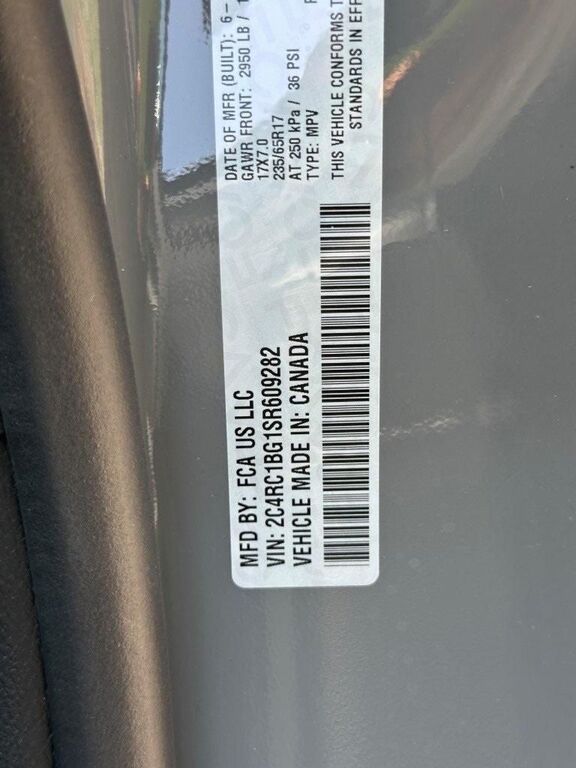 MFD BY: FCA US LLC
VIN: 2C4RC1BG1SR609282
VEHICLE MADE IN: CANADA
DATE OF MFR (BUILT): 6-
GAWR FRONT: 2950 LB /
17X7.0
235/65R17
AT 250 kPa / 36 PSI
TYPE: MPV
THIS VEHICLE CONFORMS T
STANDARDS IN EFF